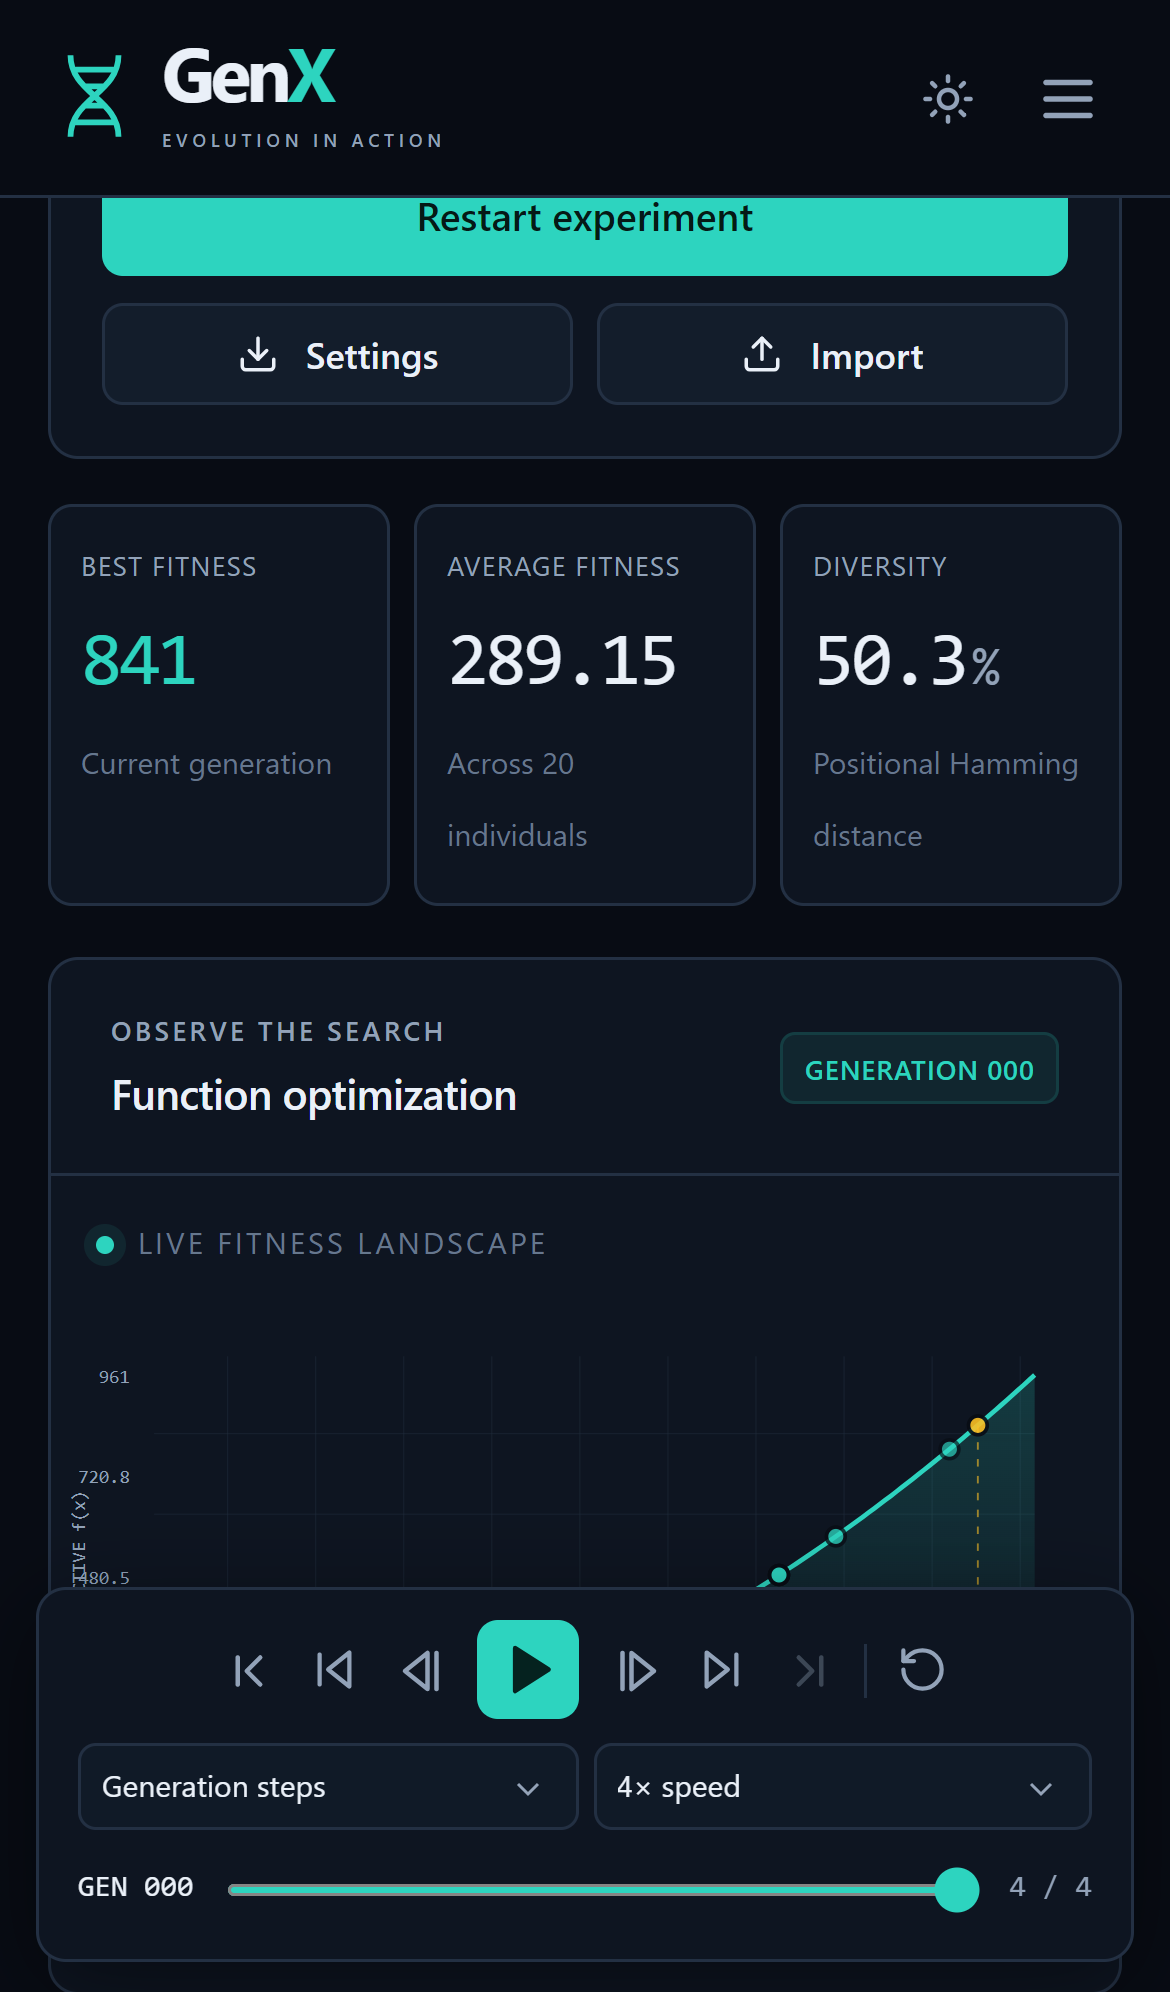 GenX
EVOLUTION IN ACTION
Restart experiment
Settings
Import
BEST FITNESS
841
Current generation
AVERAGE FITNESS
289.15
Across 20
individuals
DIVERSITY
50.3%
Positional Hamming
distance
OBSERVE THE SEARCH
Function optimization
GENERATION 000
LIVE FITNESS LANDSCAPE
961
720.8
480.5
f(x)
Generation steps
4× speed
GEN 000
4 / 4